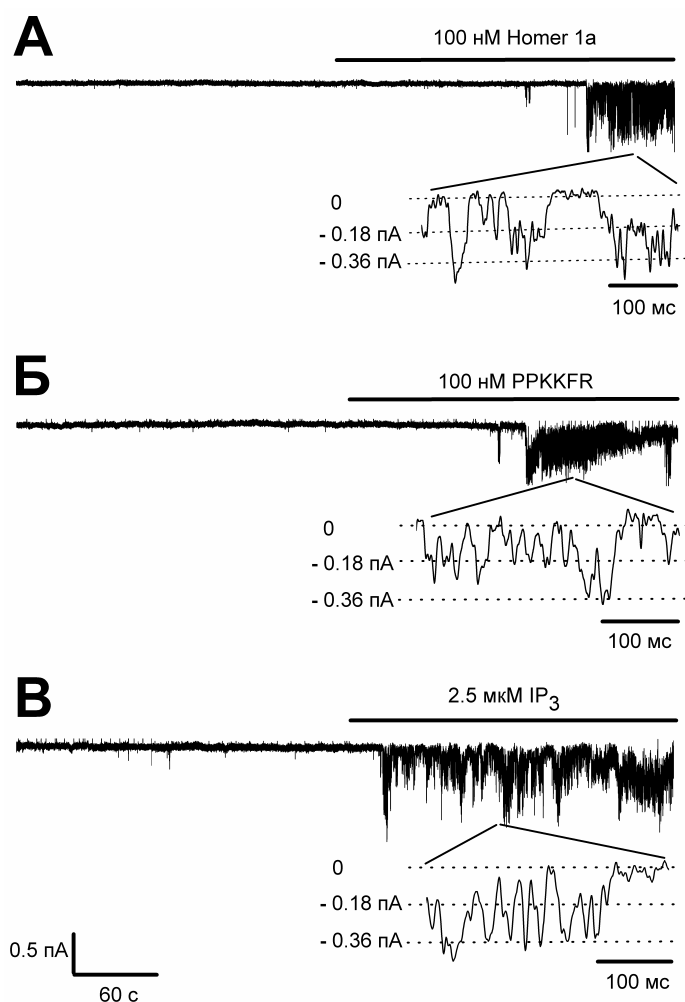 А
100 нМ Homer 1a
0
- 0.18 пА
- 0.36 пА
100 мс
Б
100 нМ PPKKFR
0
- 0.18 пА
- 0.36 пА
100 мс
В
2.5 мкМ IP3
0
- 0.18 пА
- 0.36 пА
0.5 пА
100 мс
60 с